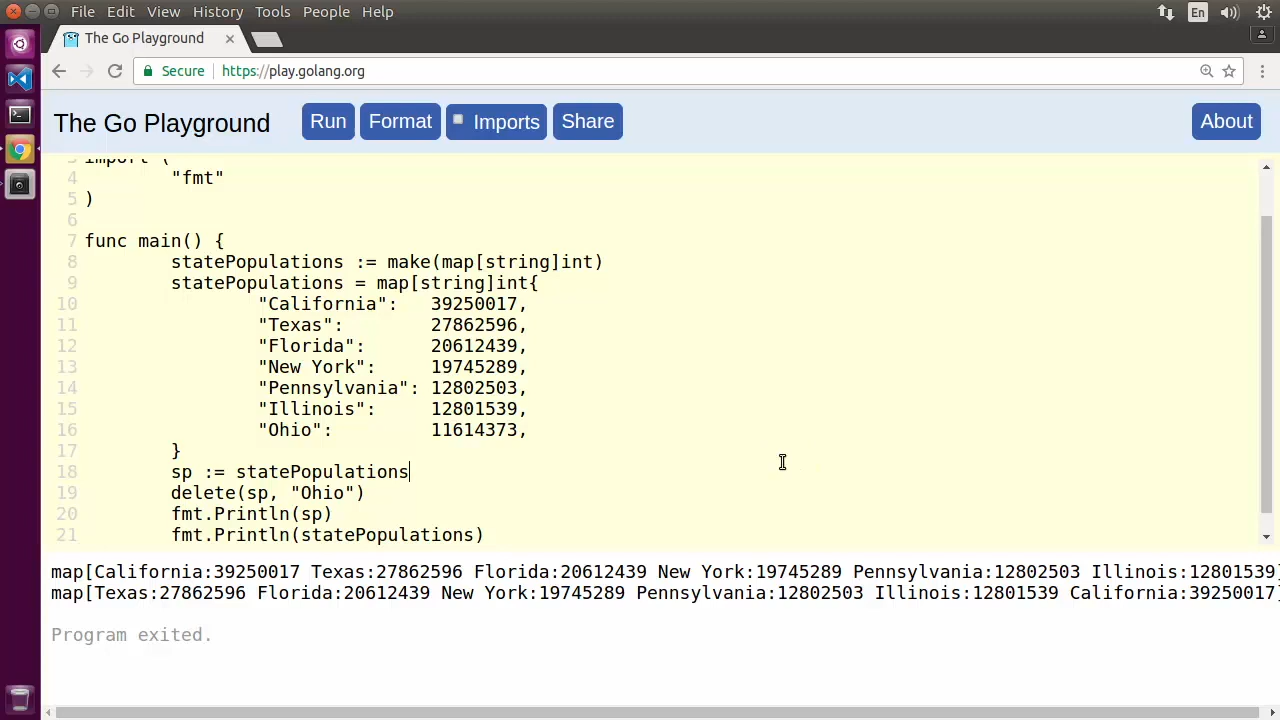 File Edit View History Tools People Help
En
The Go Playground
Secure https://play.golang.org
The Go Playground Run Format Imports Share About
3 import (
4 "fmt"
5 )
6
7 func main() {
8 statePopulations := make(map[string]int)
9 statePopulations = map[string]int{
10 "California": 39250017,
11 "Texas": 27862596,
12 "Florida": 20612439,
13 "New York": 19745289,
14 "Pennsylvania": 12802503,
15 "Illinois": 12801539,
16 "Ohio": 11614373,
17 }
18 sp := statePopulations
19 delete(sp, "Ohio")
20 fmt.Println(sp)
21 fmt.Println(statePopulations)
map[California:39250017 Texas:27862596 Florida:20612439 New York:19745289 Pennsylvania:12802503 Illinois:12801539]
map[Texas:27862596 Florida:20612439 New York:19745289 Pennsylvania:12802503 Illinois:12801539 California:39250017]
Program exited.